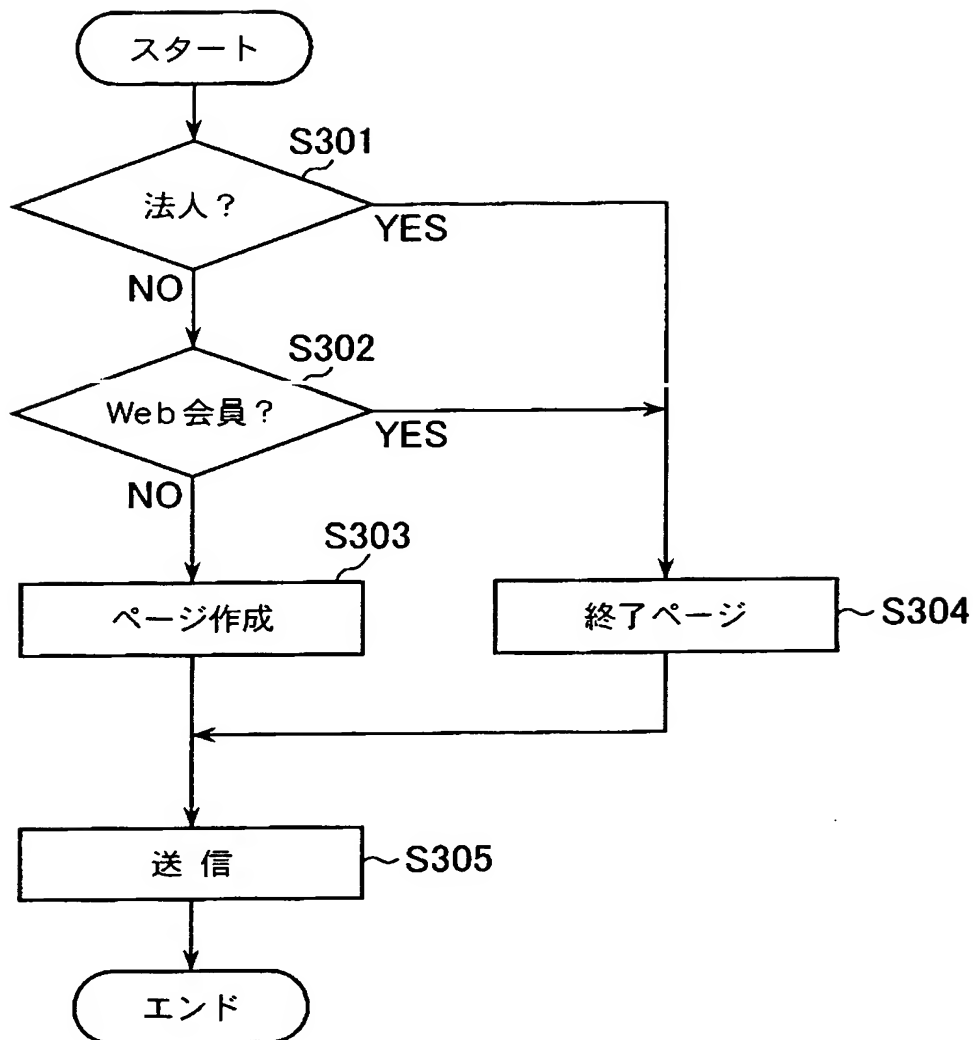 スタート
S301
法人?
YES
NO
S302
Web会員?
YES
NO
S303
ページ作成
終了ページ
S304
送信
S305
エンド